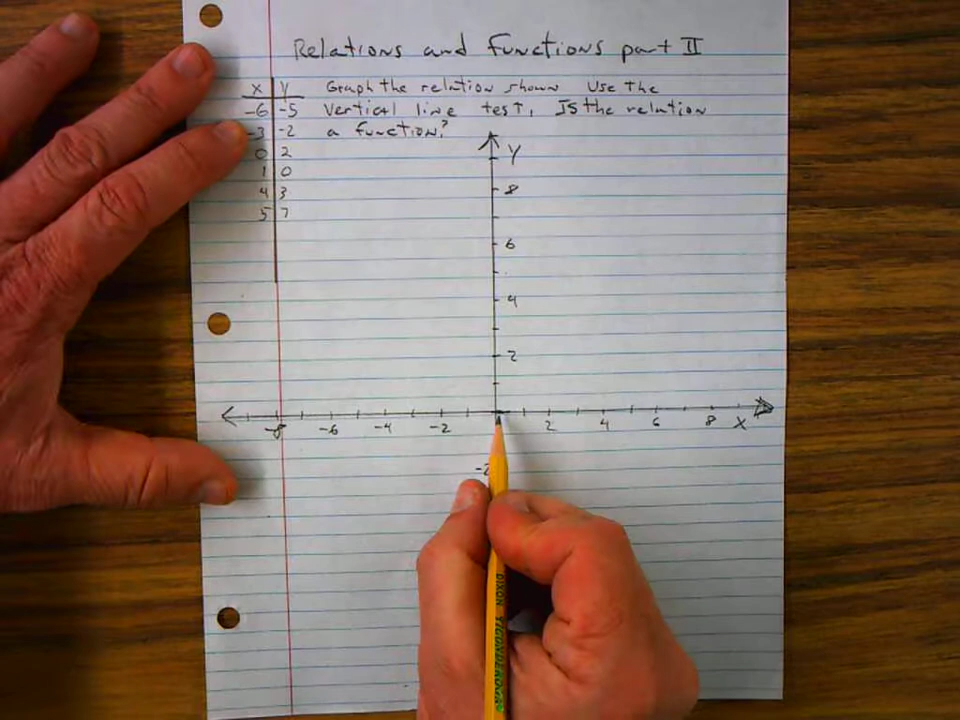 Relations and Functions part II
x y Graph the relation shown Use the
-6 -5 Vertical line test, Is the relation
-3 -2 a function?
0 2
1 0
4 3
5 7
y
8
6
4
2
-8 -6 -4 -2 2 4 6 8 x
-2
DIXON TICONDEROGA